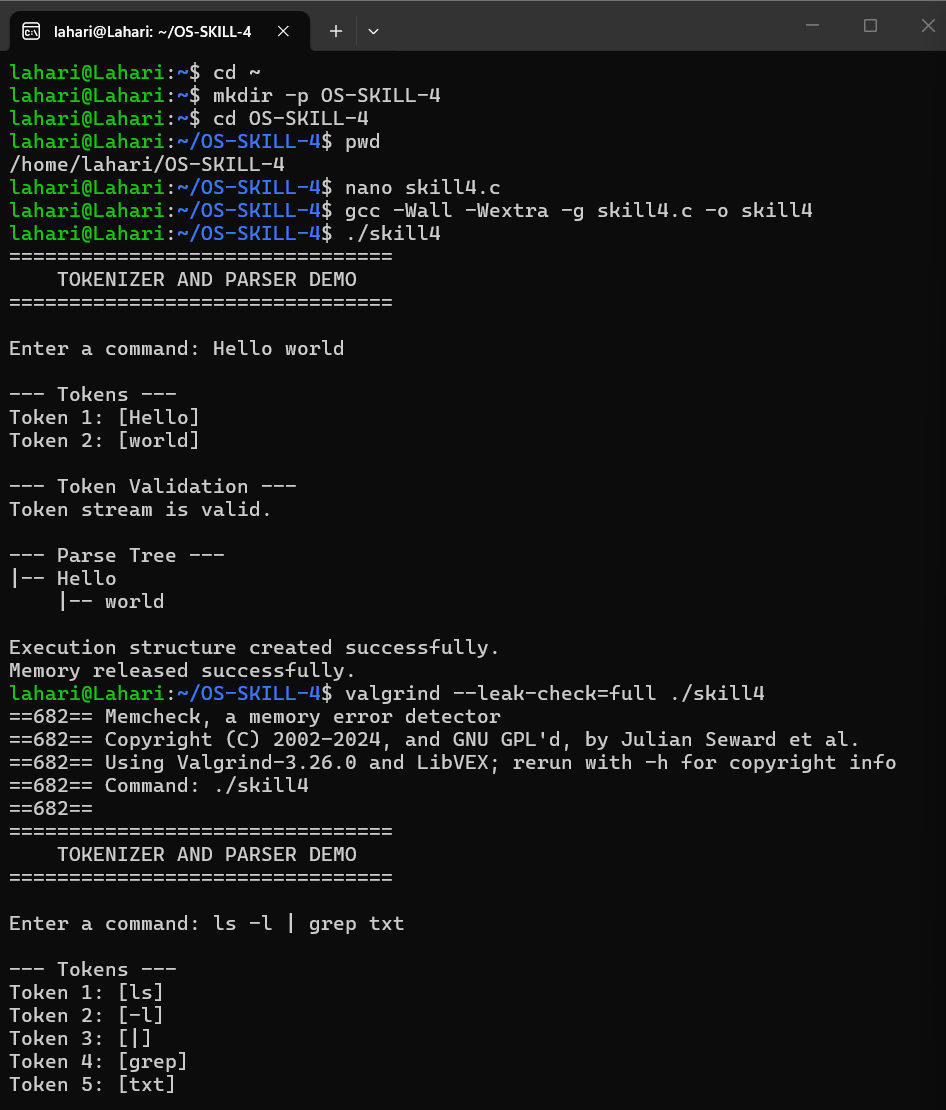 lahari@Lahari: ~/OS-SKILL-4
lahari@Lahari:~$ cd ~
lahari@Lahari:~$ mkdir -p OS-SKILL-4
lahari@Lahari:~$ cd OS-SKILL-4
lahari@Lahari:~/OS-SKILL-4$ pwd
/home/lahari/OS-SKILL-4
lahari@Lahari:~/OS-SKILL-4$ nano skill4.c
lahari@Lahari:~/OS-SKILL-4$ gcc -Wall -Wextra -g skill4.c -o skill4
lahari@Lahari:~/OS-SKILL-4$ ./skill4
================================
    TOKENIZER AND PARSER DEMO
================================
Enter a command: Hello world
--- Tokens ---
Token 1: [Hello]
Token 2: [world]
--- Token Validation ---
Token stream is valid.
--- Parse Tree ---
|-- Hello
    |-- world
Execution structure created successfully.
Memory released successfully.
lahari@Lahari:~/OS-SKILL-4$ valgrind --leak-check=full ./skill4
==682== Memcheck, a memory error detector
==682== Copyright (C) 2002-2024, and GNU GPL'd, by Julian Seward et al.
==682== Using Valgrind-3.26.0 and LibVEX; rerun with -h for copyright info
==682== Command: ./skill4
==682==
================================
    TOKENIZER AND PARSER DEMO
================================
Enter a command: ls -l | grep txt
--- Tokens ---
Token 1: [ls]
Token 2: [-l]
Token 3: [|]
Token 4: [grep]
Token 5: [txt]